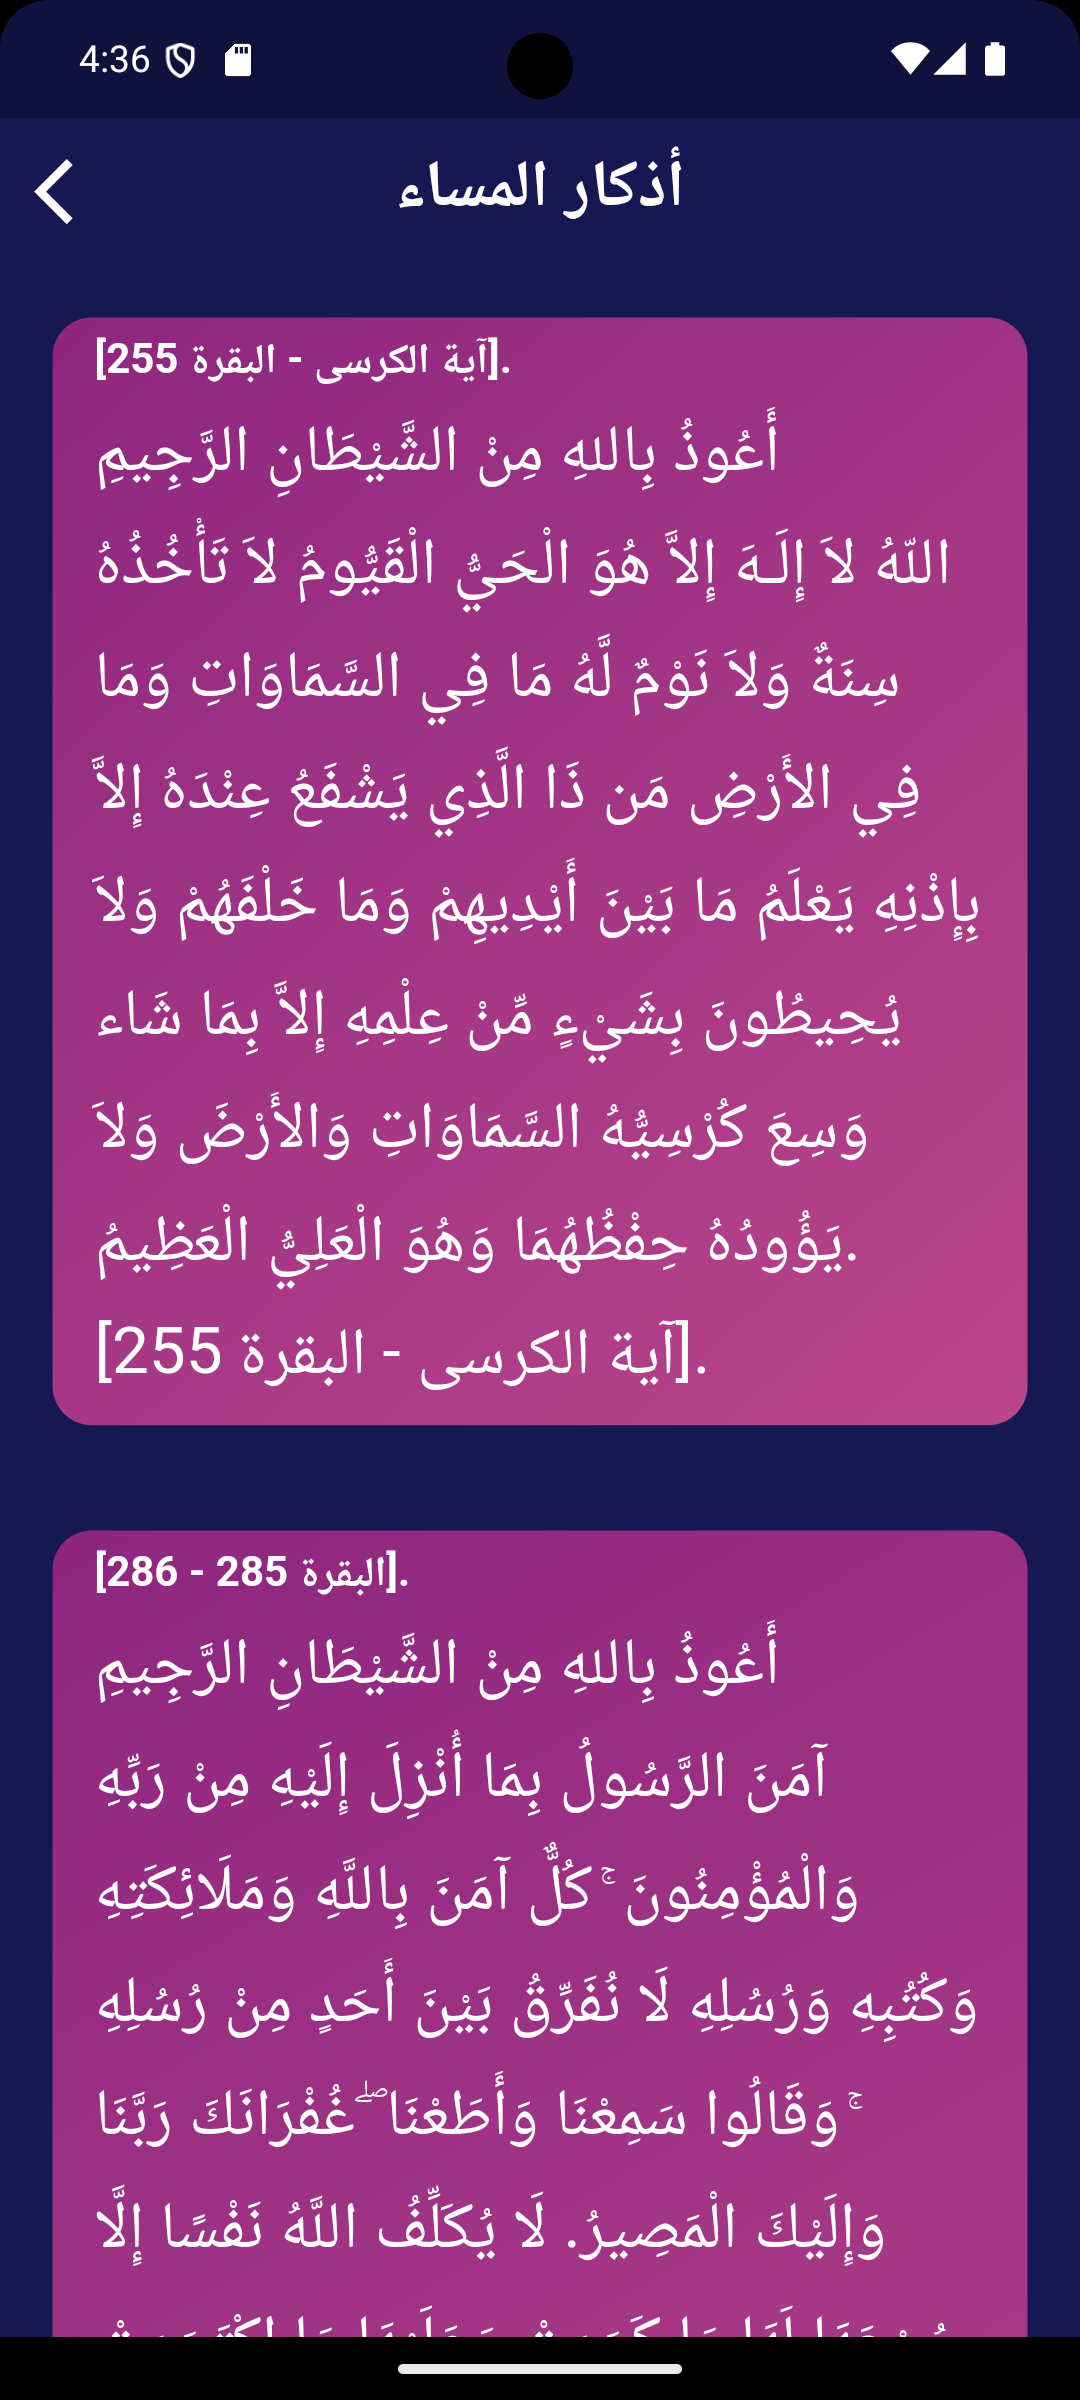 4:36
أذكار المساء
[آية الكرسى - البقرة 255].
أَعُوذُ بِاللهِ مِنْ الشَّيْطَانِ الرَّجِيمِ
اللّهُ لاَ إِلَـهَ إِلاَّ هُوَ الْحَيُّ الْقَيُّومُ لاَ تَأْخُذُهُ
سِنَةٌ وَلاَ نَوْمٌ لَّهُ مَا فِي السَّمَاوَاتِ وَمَا
فِي الأَرْضِ مَن ذَا الَّذِي يَشْفَعُ عِنْدَهُ إِلاَّ
بِإِذْنِهِ يَعْلَمُ مَا بَيْنَ أَيْدِيهِمْ وَمَا خَلْفَهُمْ وَلاَ
يُحِيطُونَ بِشَيْءٍ مِّنْ عِلْمِهِ إِلاَّ بِمَا شَاء
وَسِعَ كُرْسِيُّهُ السَّمَاوَاتِ وَالأَرْضَ وَلاَ
يَؤُودُهُ حِفْظُهُمَا وَهُوَ الْعَلِيُّ الْعَظِيمُ.
[آية الكرسى - البقرة 255].
[البقرة 285 - 286].
أَعُوذُ بِاللهِ مِنْ الشَّيْطَانِ الرَّجِيمِ
آمَنَ الرَّسُولُ بِمَا أُنْزِلَ إِلَيْهِ مِنْ رَبِّهِ
وَالْمُؤْمِنُونَ ۚ كُلٌّ آمَنَ بِاللَّهِ وَمَلَائِكَتِهِ
وَكُتُبِهِ وَرُسُلِهِ لَا نُفَرِّقُ بَيْنَ أَحَدٍ مِنْ رُسُلِهِ
ۚ وَقَالُوا سَمِعْنَا وَأَطَعْنَا ۖ غُفْرَانَكَ رَبَّنَا
وَإِلَيْكَ الْمَصِيرُ. لَا يُكَلِّفُ اللَّهُ نَفْسًا إِلَّا